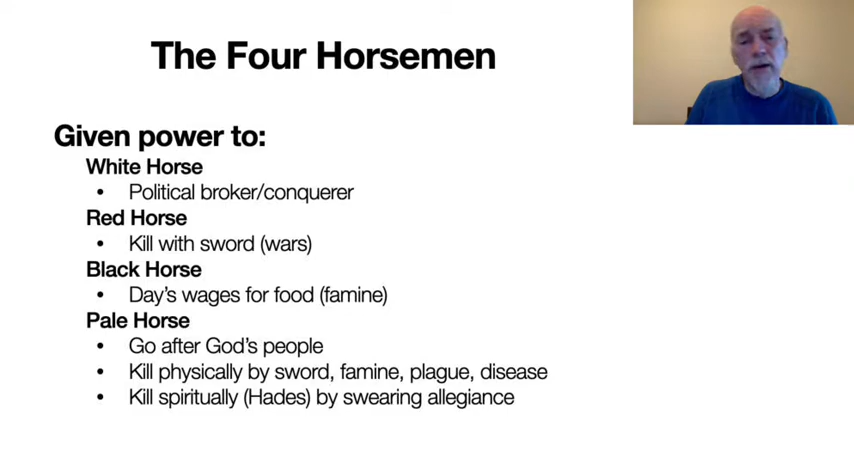 The Four Horsemen
Given power to:
White Horse
• Political broker/conquerer
Red Horse
• Kill with sword (wars)
Black Horse
• Day's wages for food (famine)
Pale Horse
• Go after God's people
• Kill physically by sword, famine, plague, disease
• Kill spiritually (Hades) by swearing allegiance